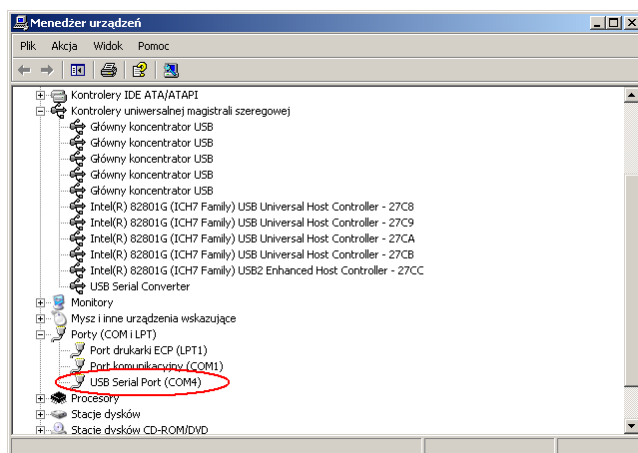 Menedżer urządzeń
Plik Akcja Widok Pomoc
Kontrolery IDE ATA/ATAPI
Kontrolery uniwersalnej magistrali szeregowej
Główny koncentrator USB
Główny koncentrator USB
Główny koncentrator USB
Główny koncentrator USB
Główny koncentrator USB
Intel(R) 82801G (ICH7 Family) USB Universal Host Controller - 27C8
Intel(R) 82801G (ICH7 Family) USB Universal Host Controller - 27C9
Intel(R) 82801G (ICH7 Family) USB Universal Host Controller - 27CA
Intel(R) 82801G (ICH7 Family) USB Universal Host Controller - 27CB
Intel(R) 82801G (ICH7 Family) USB2 Enhanced Host Controller - 27CC
USB Serial Converter
Monitory
Mysz i inne urządzenia wskazujące
Porty (COM i LPT)
Port drukarki ECP (LPT1)
Port komunikacyjny (COM1)
USB Serial Port (COM4)
Procesory
Stacje dysków
Stacje dysków CD-ROM/DVD